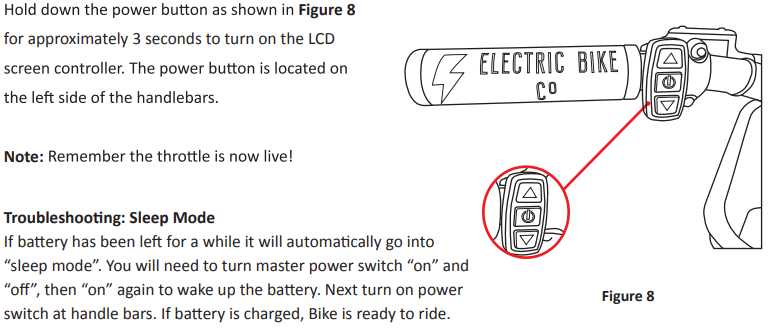 Hold down the power button as shown in Figure 8
for approximately 3 seconds to turn on the LCD
screen controller. The power button is located on
the left side of the handlebars.
Note: Remember the throttle is now live!
Troubleshooting: Sleep Mode
If battery has been left for a while it will automatically go into
“sleep mode”. You will need to turn master power switch “on” and
“off”, then “on” again to wake up the battery. Next turn on power
switch at handle bars. If battery is charged, Bike is ready to ride.
ELECTRIC BIKE
CO
Figure 8